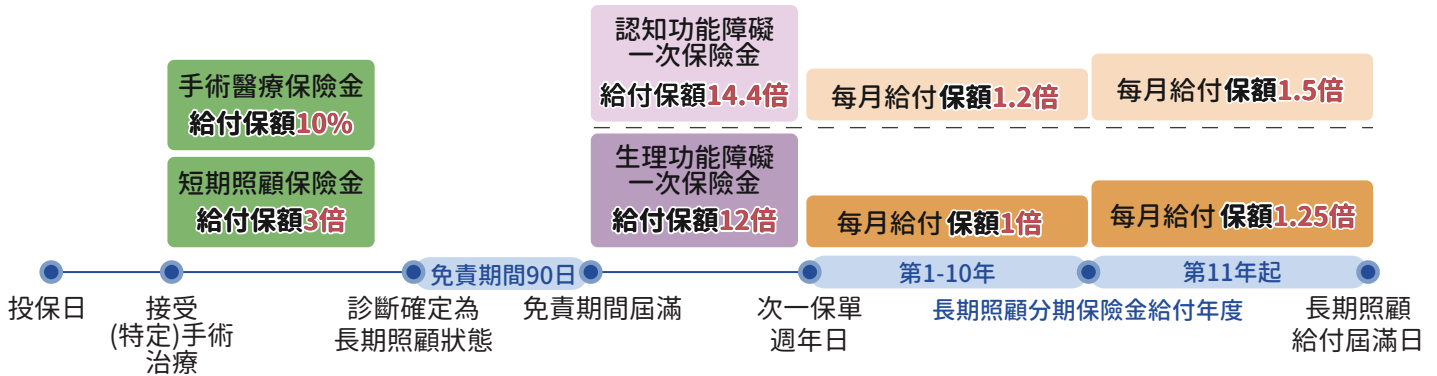 手術醫療保險金
給付保額10%
短期照顧保險金
給付保額3倍
認知功能障礙
一次保險金
給付保額14.4倍
生理功能障礙
一次保險金
給付保額12倍
每月給付保額1.2倍
每月給付保額1.5倍
每月給付 保額1倍
每月給付 保額1.25倍
免責期間90日
第1-10年
第11年起
投保日
接受
(特定)手術
治療
診斷確定為
長期照顧狀態
免責期間屆滿
次一保單
週年日
長期照顧分期保險金給付年度
長期照顧
給付屆滿日